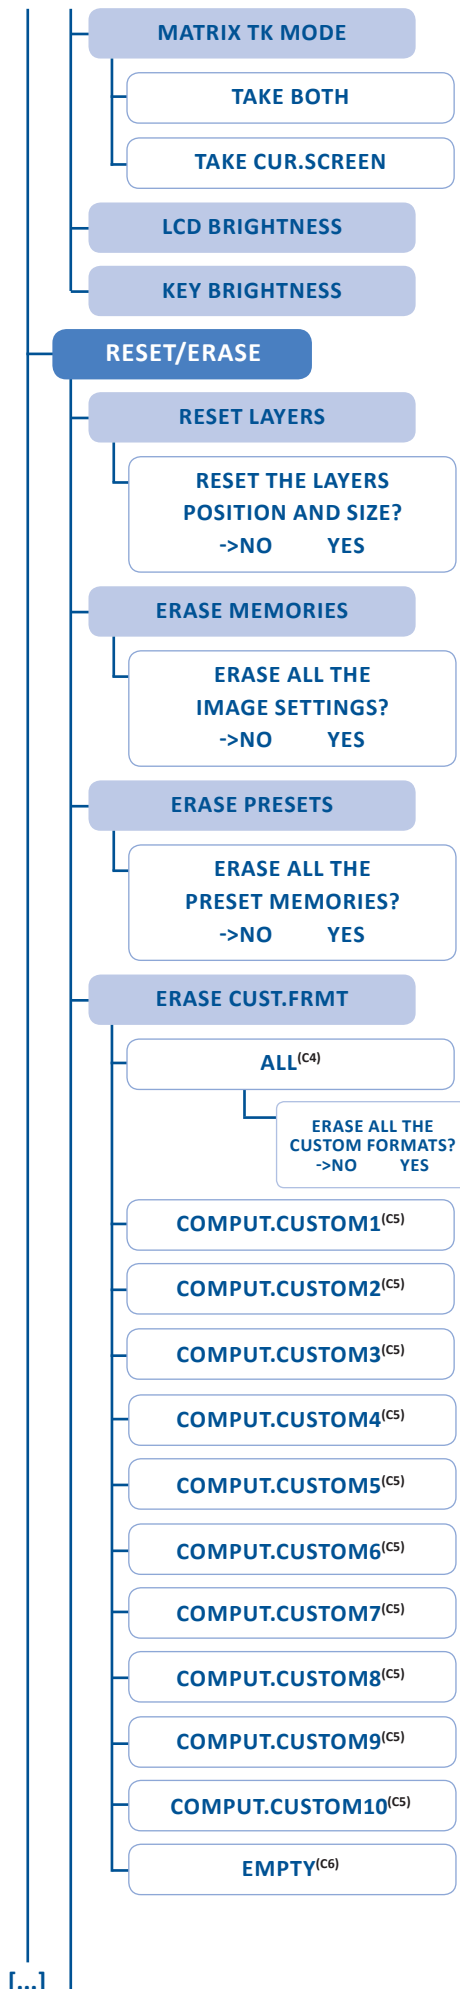 MATRIX TK MODE
TAKE BOTH
TAKE CUR.SCREEN
LCD BRIGHTNESS
KEY BRIGHTNESS
RESET/ERASE
RESET LAYERS
RESET THE LAYERS
POSITION AND SIZE?
->NO YES
ERASE MEMORIES
ERASE ALL THE
IMAGE SETTINGS?
->NO YES
ERASE PRESETS
ERASE ALL THE
PRESET MEMORIES?
->NO YES
ERASE CUST.FRMT
ALL(C4)
ERASE ALL THE
CUSTOM FORMATS?
->NO YES
COMPUT.CUSTOM1(C5)
COMPUT.CUSTOM2(C5)
COMPUT.CUSTOM3(C5)
COMPUT.CUSTOM4(C5)
COMPUT.CUSTOM5(C5)
COMPUT.CUSTOM6(C5)
COMPUT.CUSTOM7(C5)
COMPUT.CUSTOM8(C5)
COMPUT.CUSTOM9(C5)
COMPUT.CUSTOM10(C5)
EMPTY(C6)
[...]